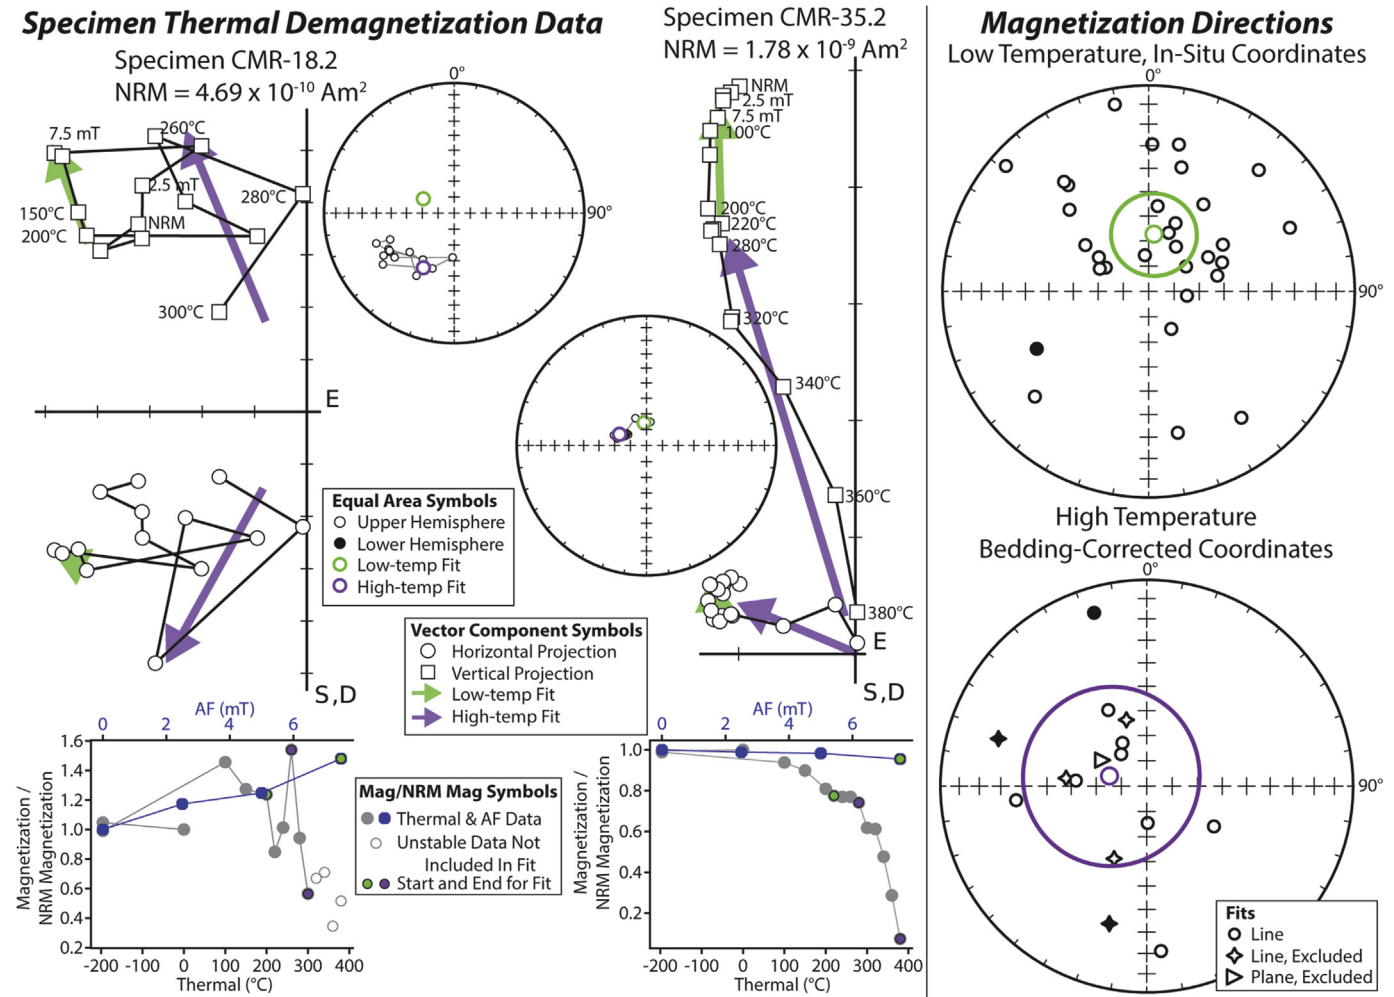 Specimen Thermal Demagnetization Data
Specimen CMR-18.2
NRM = 4.69 x 10⁻¹⁰ Am²
7.5 mT
260°C
2.5 mT
280°C
150°C
NRM
200°C
300°C
E
S,D
0°
90°
Specimen CMR-35.2
NRM = 1.78 x 10⁻⁹ Am²
NRM
2.5 mT
7.5 mT
100°C
200°C
220°C
280°C
320°C
340°C
360°C
380°C
E
S,D
Equal Area Symbols
Upper Hemisphere
Lower Hemisphere
Low-temp Fit
High-temp Fit
Vector Component Symbols
Horizontal Projection
Vertical Projection
Low-temp Fit
High-temp Fit
AF (mT)
0 2 4 6
1.6
1.4
1.2
1.0
0.8
0.6
0.4
0.2
Magnetization /
NRM Magnetization
-200 -100 0 100 200 300 400
Thermal (°C)
Mag/NRM Mag Symbols
Thermal & AF Data
Unstable Data Not
Included In Fit
Start and End for Fit
AF (mT)
0 2 4 6
1.0
0.8
0.6
0.4
0.2
Magnetization /
NRM Magnetization
-200 -100 0 100 200 300 400
Thermal (°C)
Magnetization Directions
Low Temperature, In-Situ Coordinates
0°
90°
High Temperature
Bedding-Corrected Coordinates
0°
90°
Fits
Line
Line, Excluded
Plane, Excluded